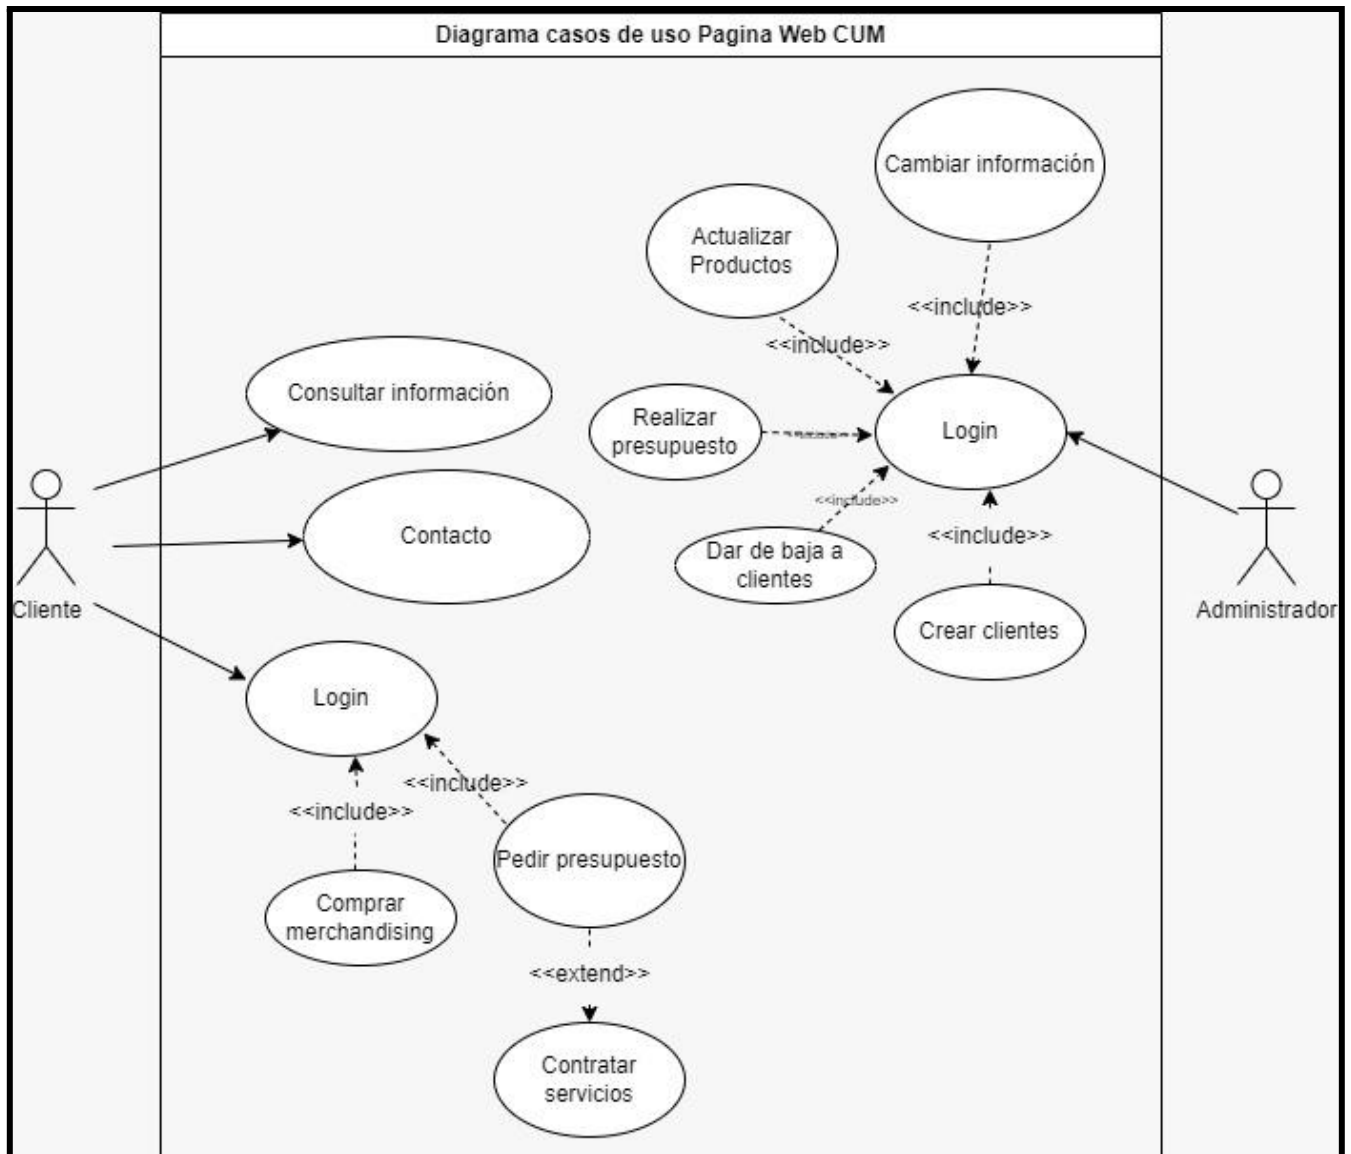 Diagrama casos de uso Pagina Web CUM
Cambiar información
Actualizar
Productos
<<include>>
<<include>>
Consultar información
Realizar
presupuesto
Login
<<include>>
Contacto
Dar de baja a
clientes
<<include>>
Crear clientes
Cliente
Administrador
Login
<<include>>
<<include>>
Pedir presupuesto
Comprar
merchandising
<<extend>>
Contratar
servicios